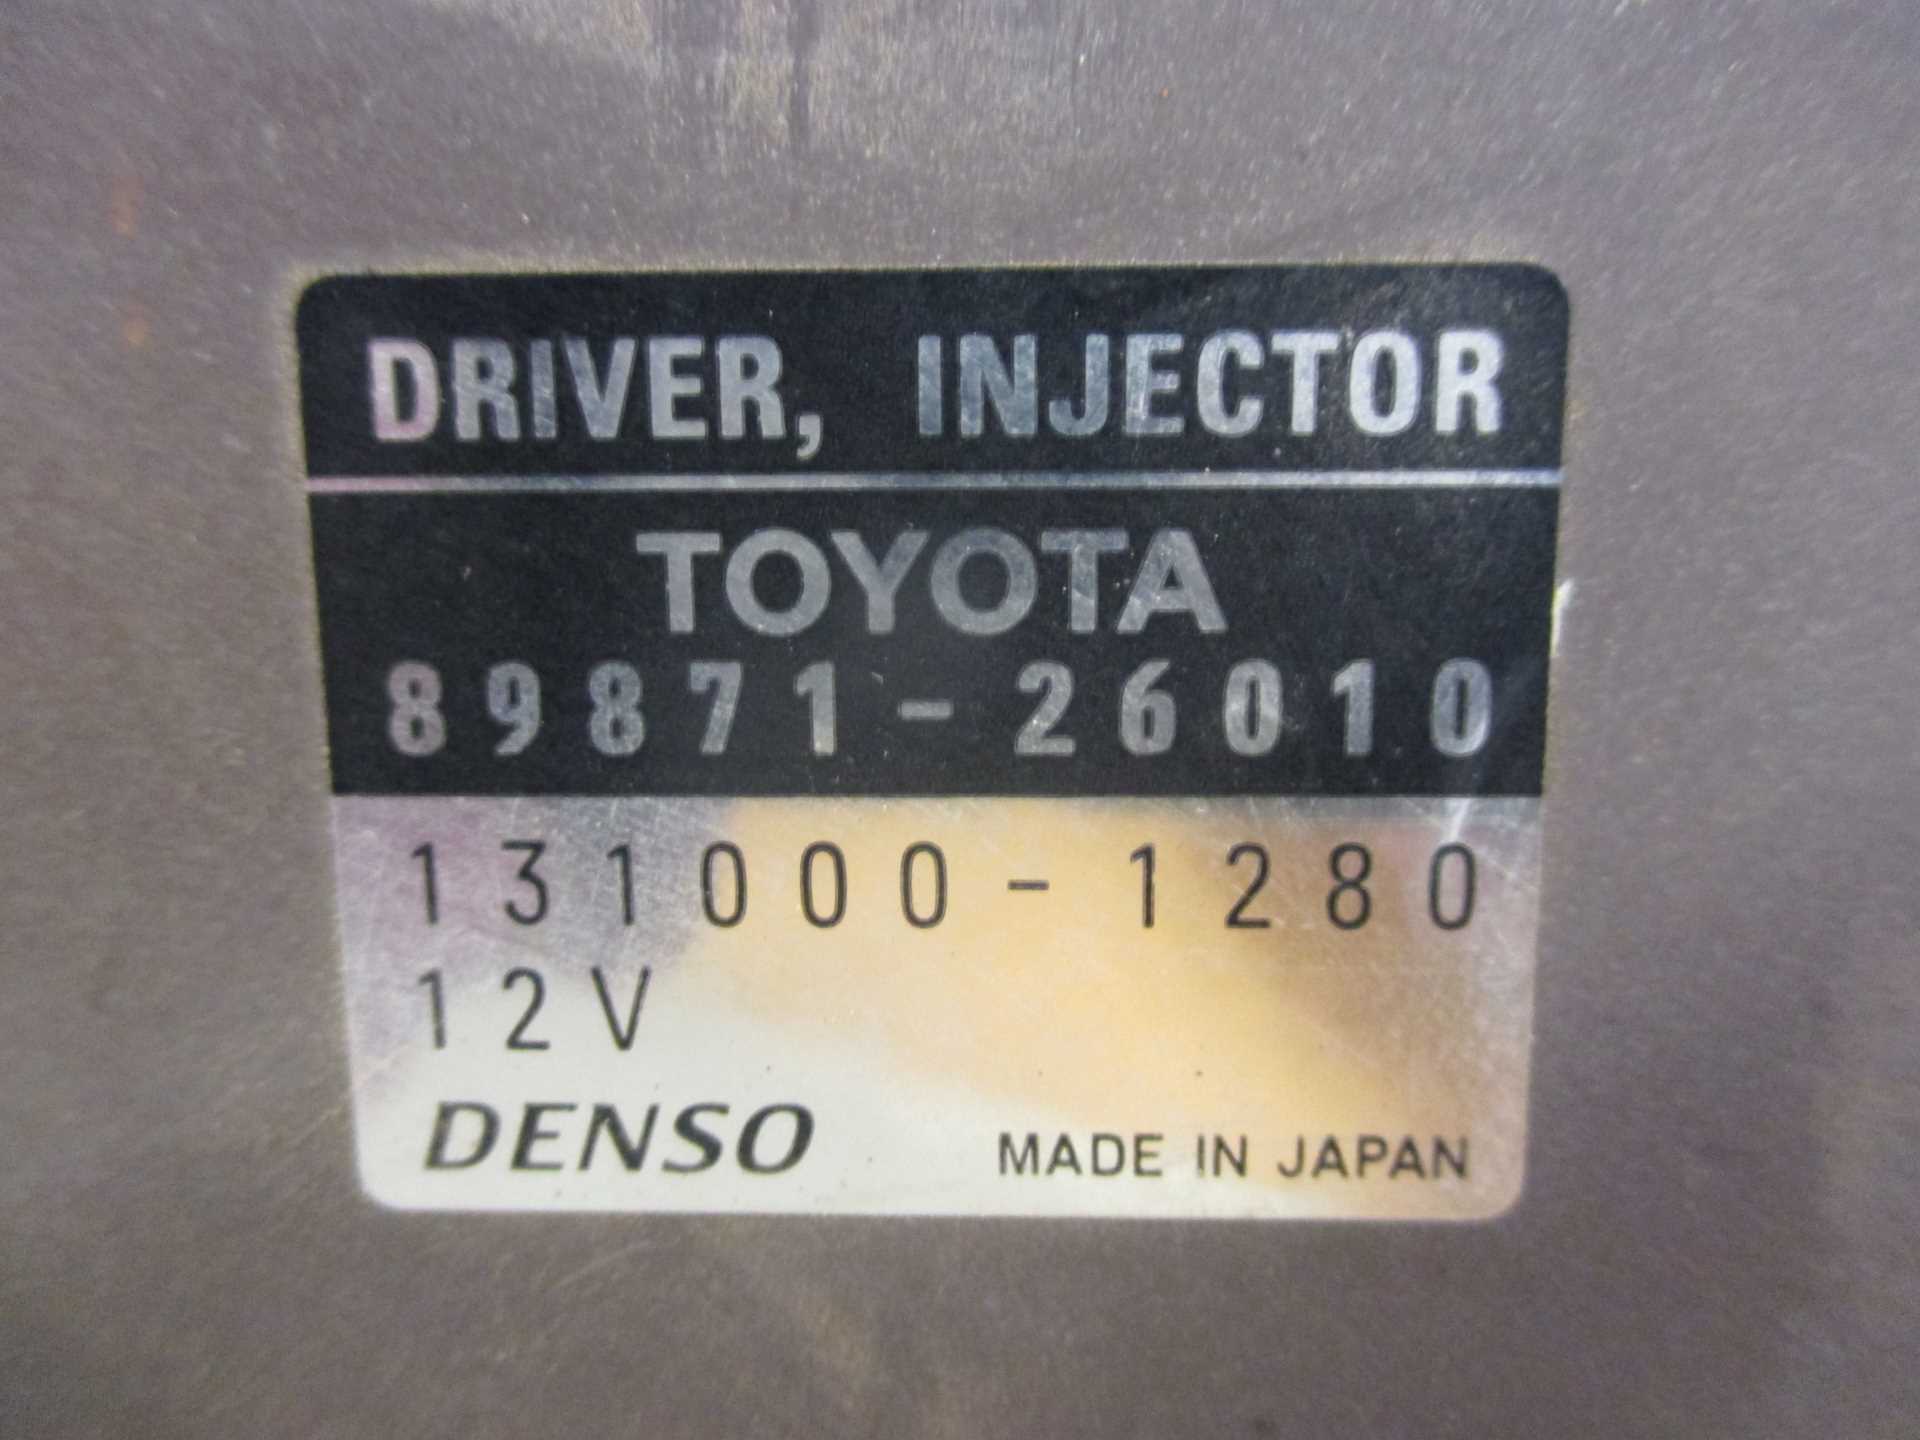 DRIVER, INJECTOR
TOYOTA
89871-26010
131000-1280
12V
DENSO MADE IN JAPAN